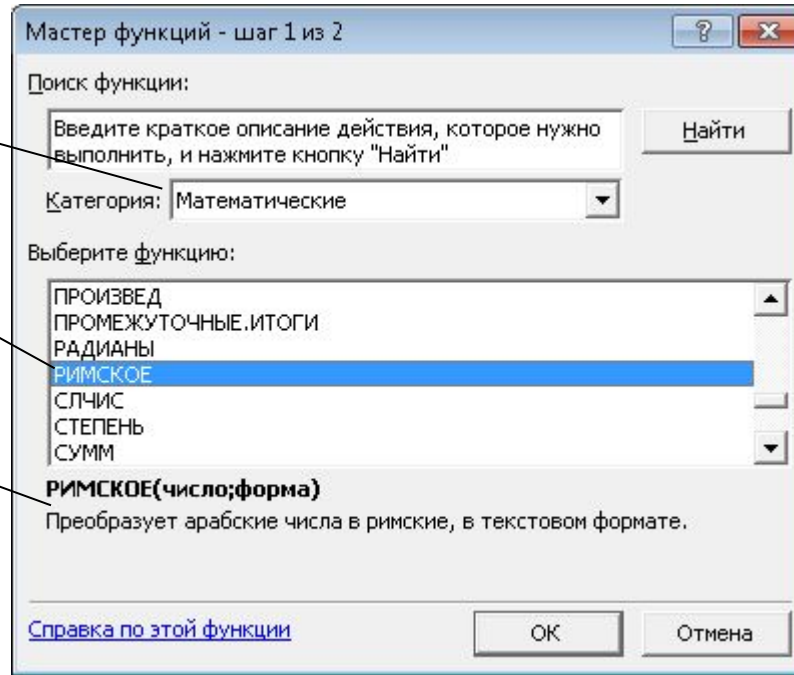 Мастер функций - шаг 1 из 2
Поиск функции:
Введите краткое описание действия, которое нужно
выполнить, и нажмите кнопку "Найти"
Найти
Категория: Математические
Выберите функцию:
ПРОИЗВЕД
ПРОМЕЖУТОЧНЫЕ.ИТОГИ
РАДИАНЫ
РИМСКОЕ
СЛЧИС
СТЕПЕНЬ
СУММ
РИМСКОЕ(число;форма)
Преобразует арабские числа в римские, в текстовом формате.
Справка по этой функции
ОК
Отмена